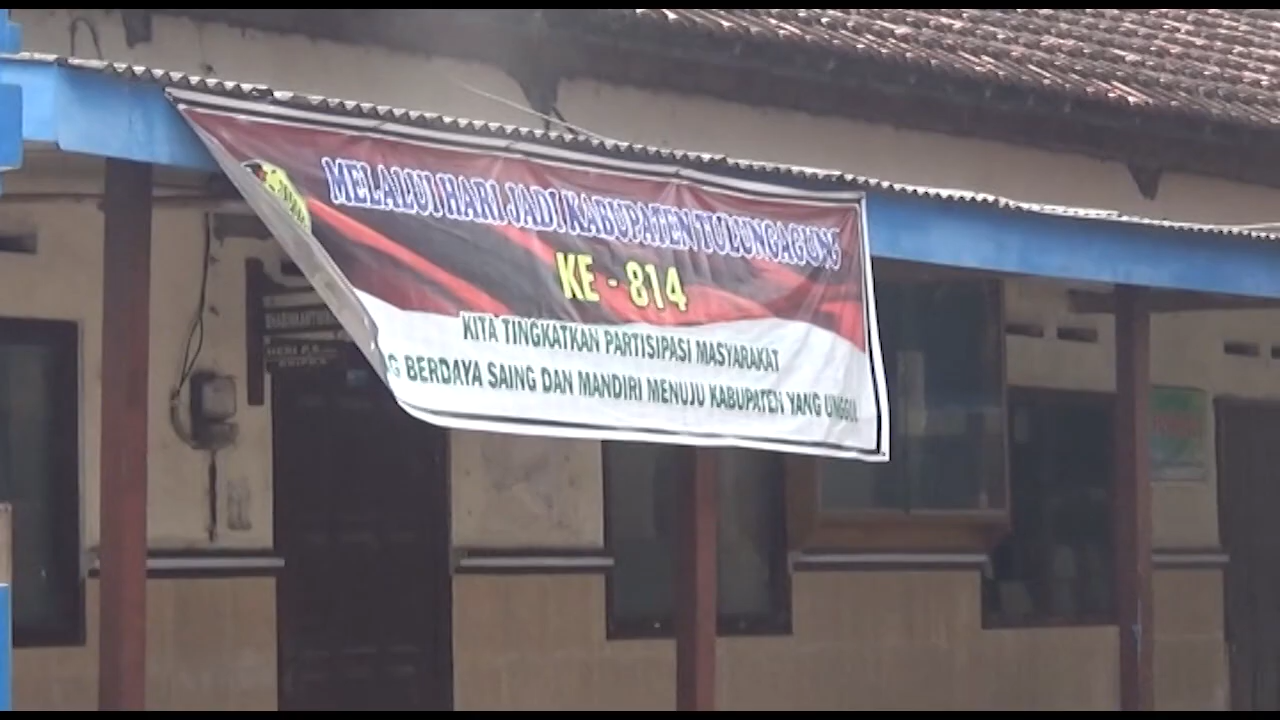 MELALUI HARI JADI KABUPATEN TULUNGAGUNG
KE - 814
KITA TINGKATKAN PARTISIPASI MASYARAKAT
G BERDAYA SAING DAN MANDIRI MENUJU KABUPATEN YANG UNGGUL